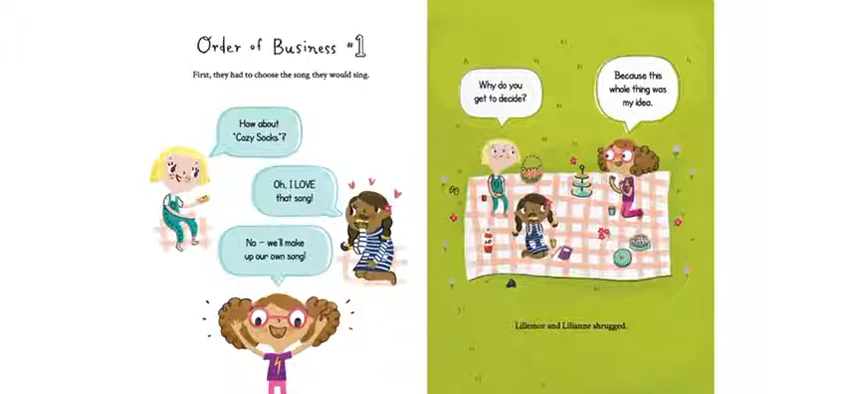 Order of Business #1
First, they had to choose the song they would sing.
How about
"Cozy Socks"?
Oh, I LOVE
that song!
No – we'll make
up our own song!
Why do you
get to decide?
Because this
whole thing was
my idea.
Lillemor and Lilianne shrugged.